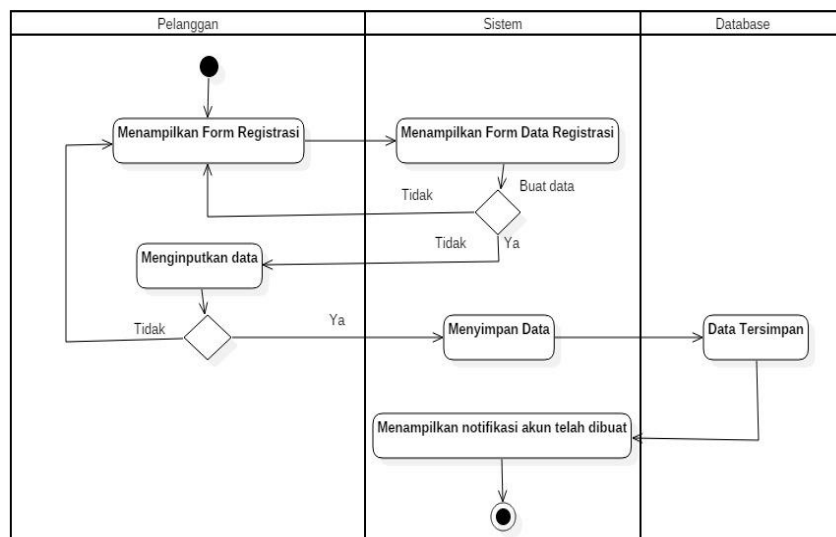 Pelanggan
Sistem
Database
Menampilkan Form Registrasi
Menampilkan Form Data Registrasi
Buat data
Tidak
Tidak
Ya
Menginputkan data
Tidak
Ya
Menyimpan Data
Data Tersimpan
Menampilkan notifikasi akun telah dibuat